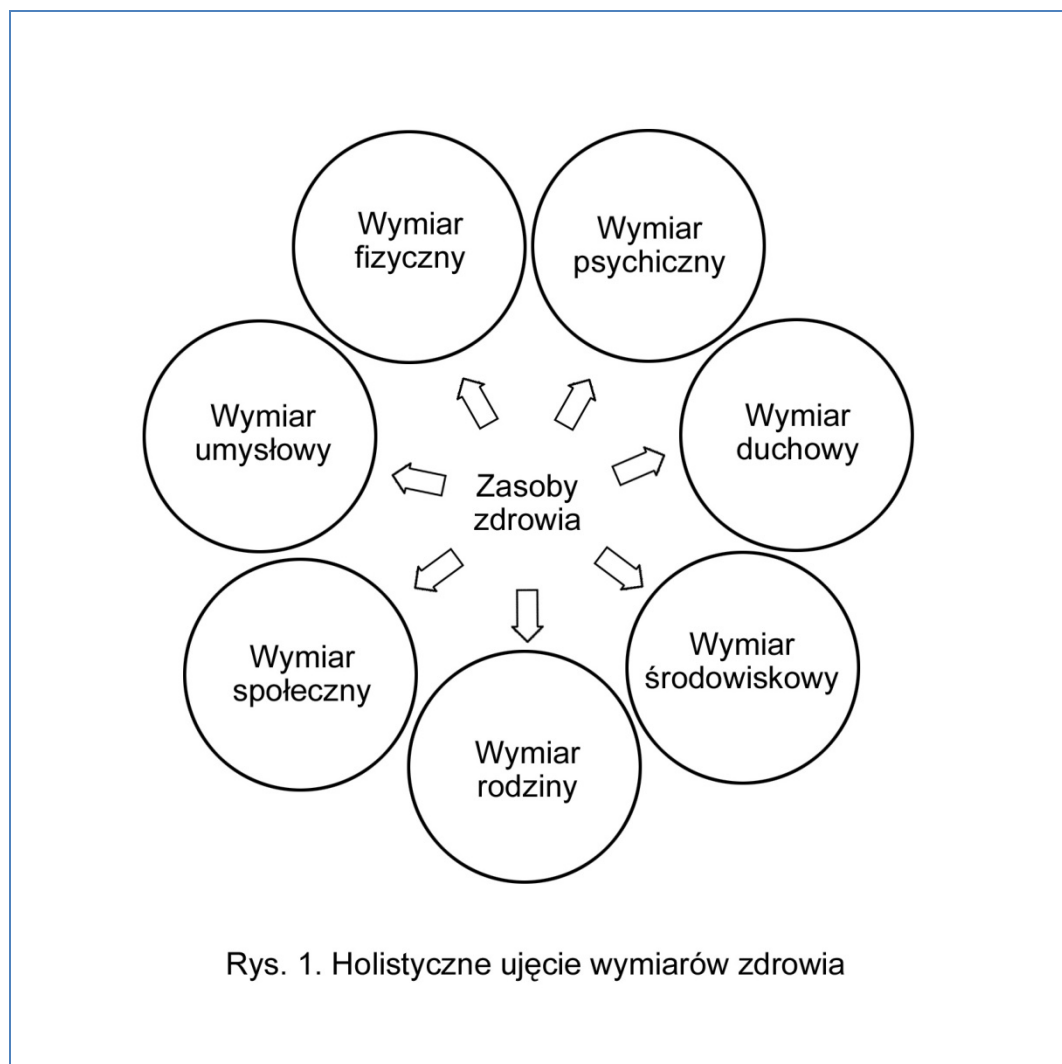 Wymiar
fizyczny
Wymiar
psychiczny
Wymiar
umysłowy
Wymiar
duchowy
Zasoby
zdrowia
Wymiar
społeczny
Wymiar
środowiskowy
Wymiar
rodziny
Rys. 1. Holistyczne ujęcie wymiarów zdrowia